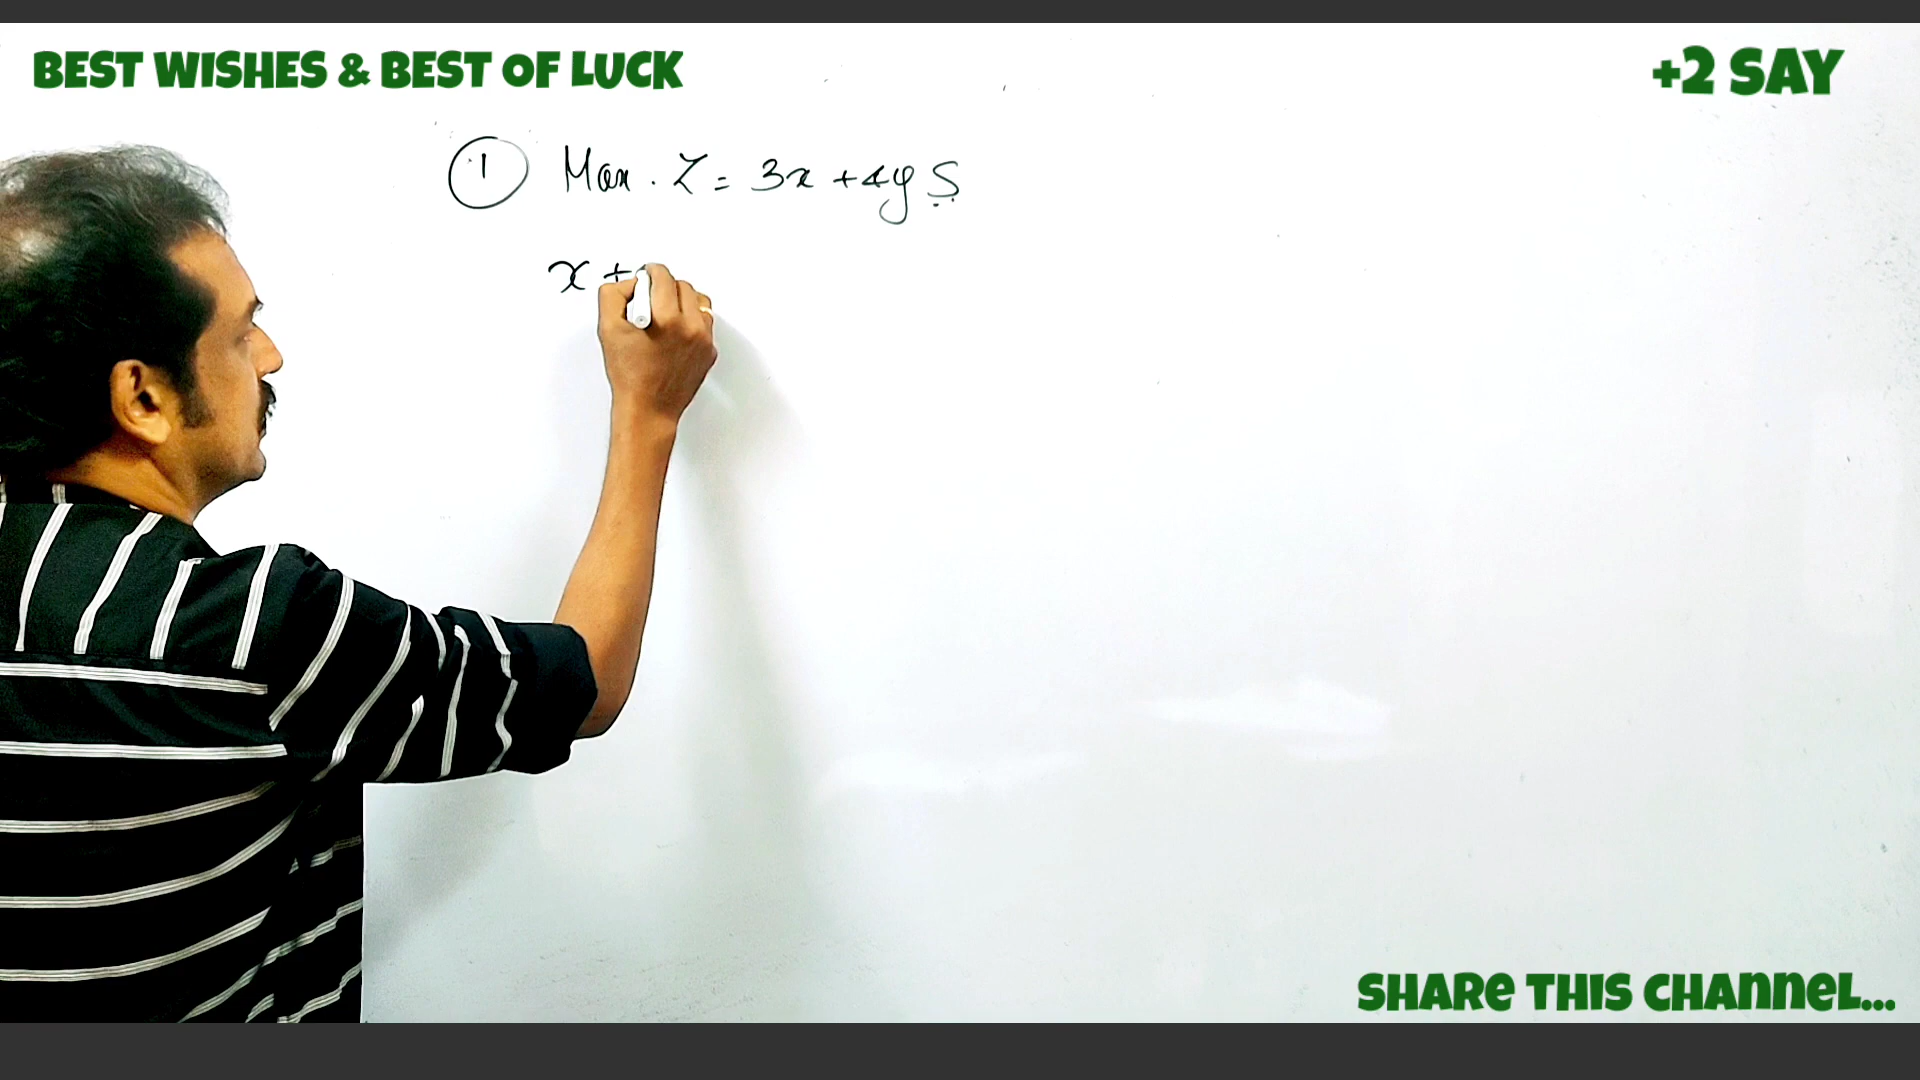 BEST WISHES & BEST OF LUCK
+2 SAY
1 Max. Z = 3x + 4y S
x +
SHARE THIS CHANNEL...